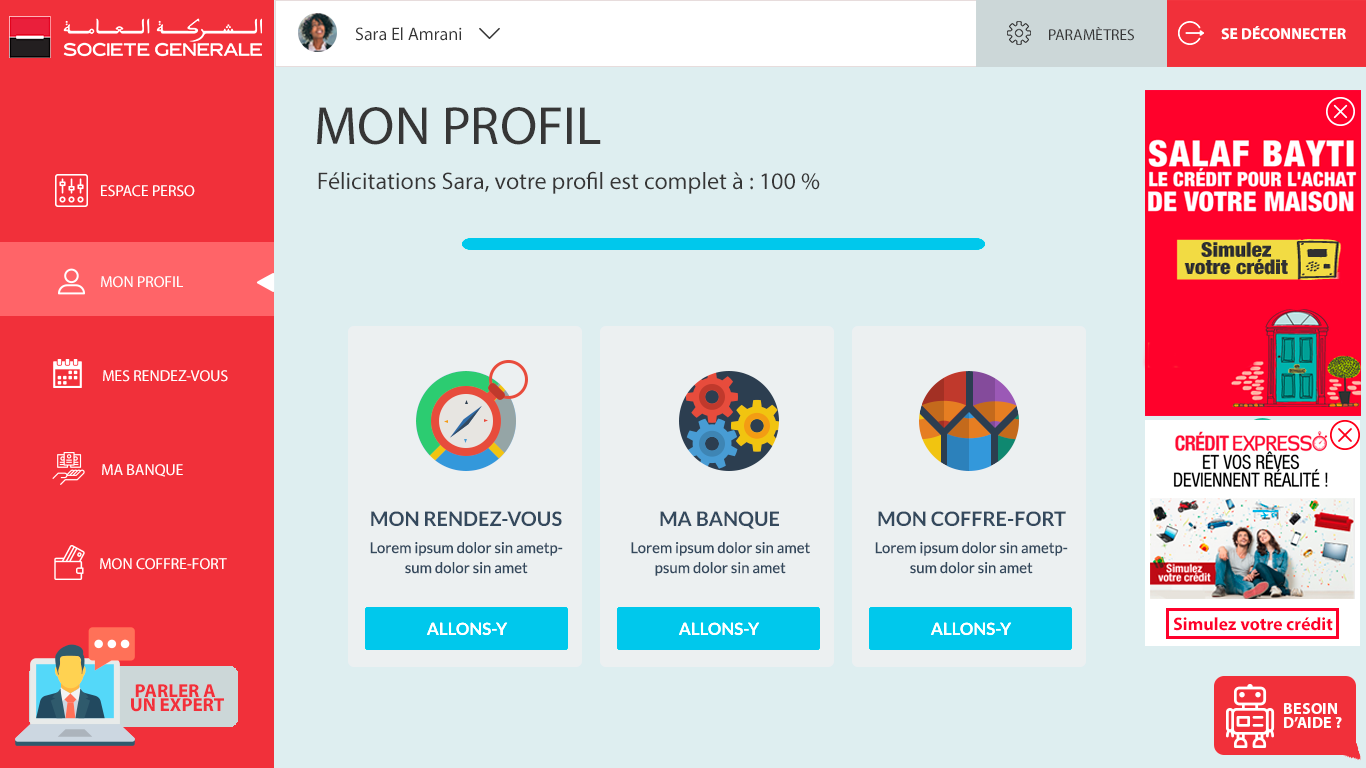 الشركة العامة
SOCIETE GENERALE
Sara El Amrani
PARAMÈTRES
SE DÉCONNECTER
ESPACE PERSO
MON PROFIL
MES RENDEZ-VOUS
MA BANQUE
MON COFFRE-FORT
PARLER A
UN EXPERT
MON PROFIL
Félicitations Sara, votre profil est complet à : 100 %
MON RENDEZ-VOUS
Lorem ipsum dolor sin ametp-
sum dolor sin amet
ALLONS-Y
MA BANQUE
Lorem ipsum dolor sin amet
psum dolor sin amet
ALLONS-Y
MON COFFRE-FORT
Lorem ipsum dolor sin ametp-
sum dolor sin amet
ALLONS-Y
SALAF BAYTI
LE CRÉDIT POUR L'ACHAT
DE VOTRE MAISON
Simulez
votre crédit
CRÉDIT EXPRESSO
ET VOS RÊVES
DEVIENNENT RÉALITÉ !
Simulez
votre crédit
Simulez votre crédit
BESOIN
D'AIDE ?